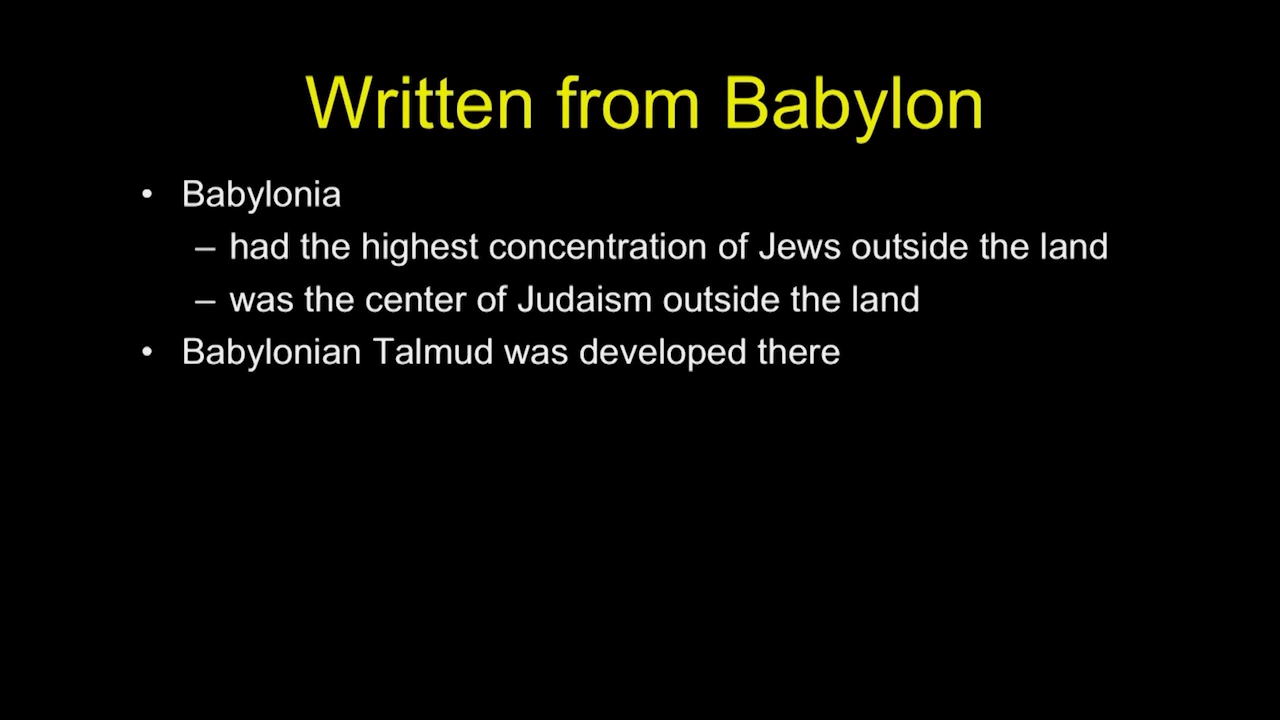 Written from Babylon
• Babylonia
– had the highest concentration of Jews outside the land
– was the center of Judaism outside the land
• Babylonian Talmud was developed there